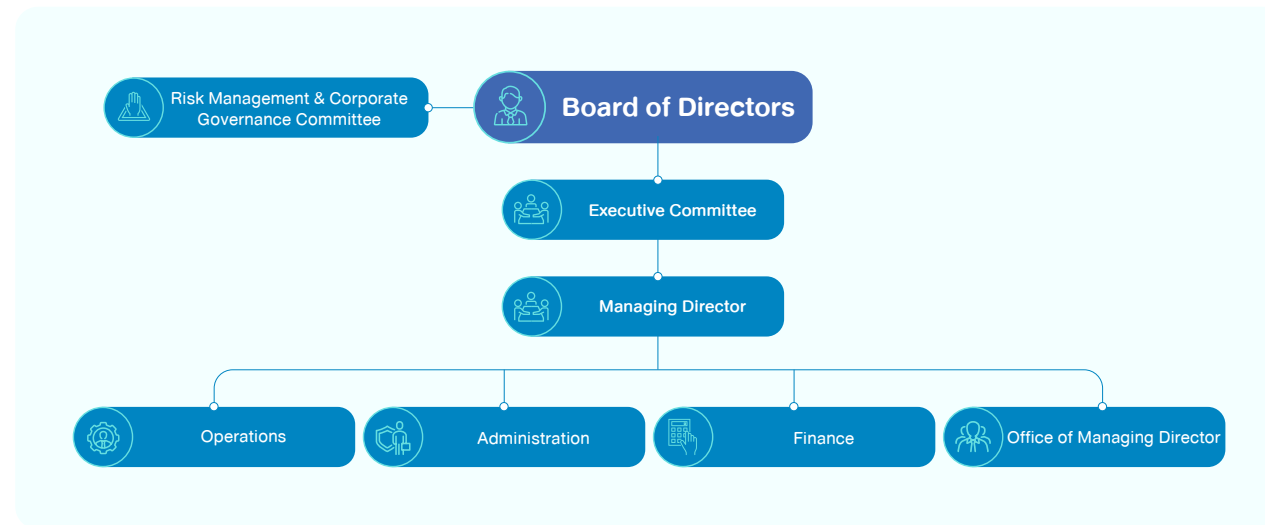 Risk Management & Corporate
Governance Committee
Board of Directors
Executive Committee
Managing Director
Operations
Administration
Finance
Office of Managing Director